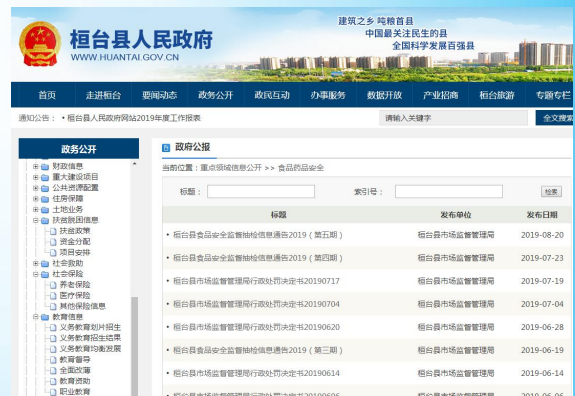 建筑之乡 吨粮首县
中国最关注民生的县
全国科学发展百强县
桓台县人民政府
WWW.HUANTAI.GOV.CN
首页 走进桓台 要闻动态 政务公开 政民互动 办事服务 数据开放 产业招商 桓台旅游 专题专栏
通知公告： • 桓台县人民政府网站2019年度工作报表 请输入关键字 全文搜索
政务公开
财政信息
重大建设项目
公共资源配置
住房保障
土地业务
扶贫脱困信息
扶贫政策
资金分配
项目安排
社会救助
社会保险
养老保险
医疗保险
其他保险信息
教育信息
义务教育划片招生
义务教育招生结果
义务教育均衡发展
教育督导
全面改薄
教育资助
职业教育
政府公报
当前位置：重点领域信息公开 >> 食品药品安全
标题： 索引号： 检索
标题 发布单位 发布日期
• 桓台县食品安全监督抽检信息通告2019（第五期） 桓台县市场监督管理局 2019-08-20
• 桓台县食品安全监督抽检信息通告2019（第四期） 桓台县市场监督管理局 2019-07-23
• 桓台县市场监督管理局行政处罚决定书20190717 桓台县市场监督管理局 2019-07-19
• 桓台县市场监督管理局行政处罚决定书20190704 桓台县市场监督管理局 2019-07-04
• 桓台县市场监督管理局行政处罚决定书20190620 桓台县市场监督管理局 2019-06-28
• 桓台县食品安全监督抽检信息通告2019（第三期） 桓台县市场监督管理局 2019-06-19
• 桓台县市场监督管理局行政处罚决定书20190614 桓台县市场监督管理局 2019-06-14